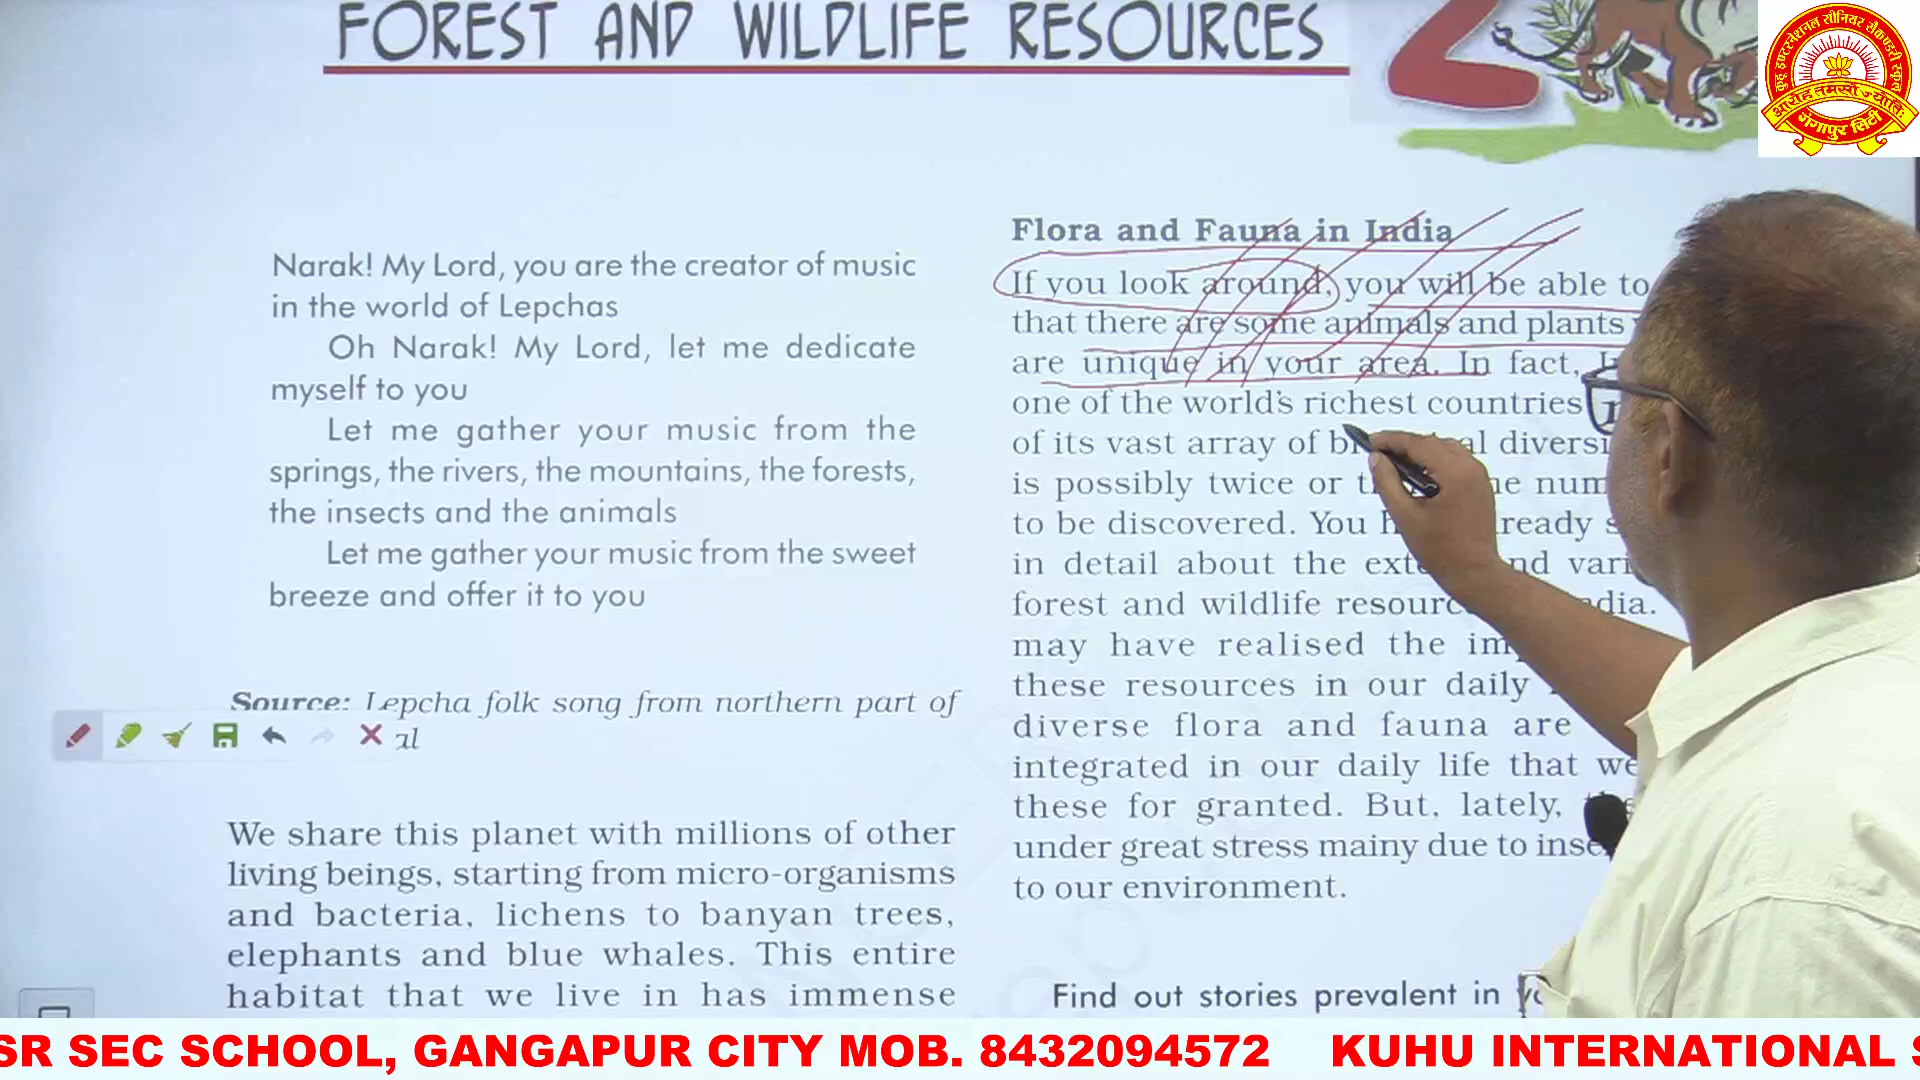 FOREST AND WILDLIFE RESOURCES
2
कुहू इण्टरनेशनल सीनियर सैकण्डरी स्कूल
आरोह तमसो ज्योतिः
गंगापुर सिटी
Narak! My Lord, you are the creator of music
in the world of Lepchas
Oh Narak! My Lord, let me dedicate
myself to you
Let me gather your music from the
springs, the rivers, the mountains, the forests,
the insects and the animals
Let me gather your music from the sweet
breeze and offer it to you
Source: Lepcha folk song from northern part of
We share this planet with millions of other
living beings, starting from micro-organisms
and bacteria, lichens to banyan trees,
elephants and blue whales. This entire
habitat that we live in has immense
Flora and Fauna in India
If you look around, you will be able to
that there are some animals and plants
are unique in your area. In fact,
one of the world's richest countries
of its vast array of
is possibly twice or
to be discovered. You
in detail about the
forest and wildlife
may have realised the
these resources in our daily
diverse flora and fauna are
integrated in our daily life that we
these for granted. But, lately,
under great stress mainy due to
to our environment.
Find out stories prevalent in
SR SEC SCHOOL, GANGAPUR CITY MOB. 8432094572 KUHU INTERNATIONAL S